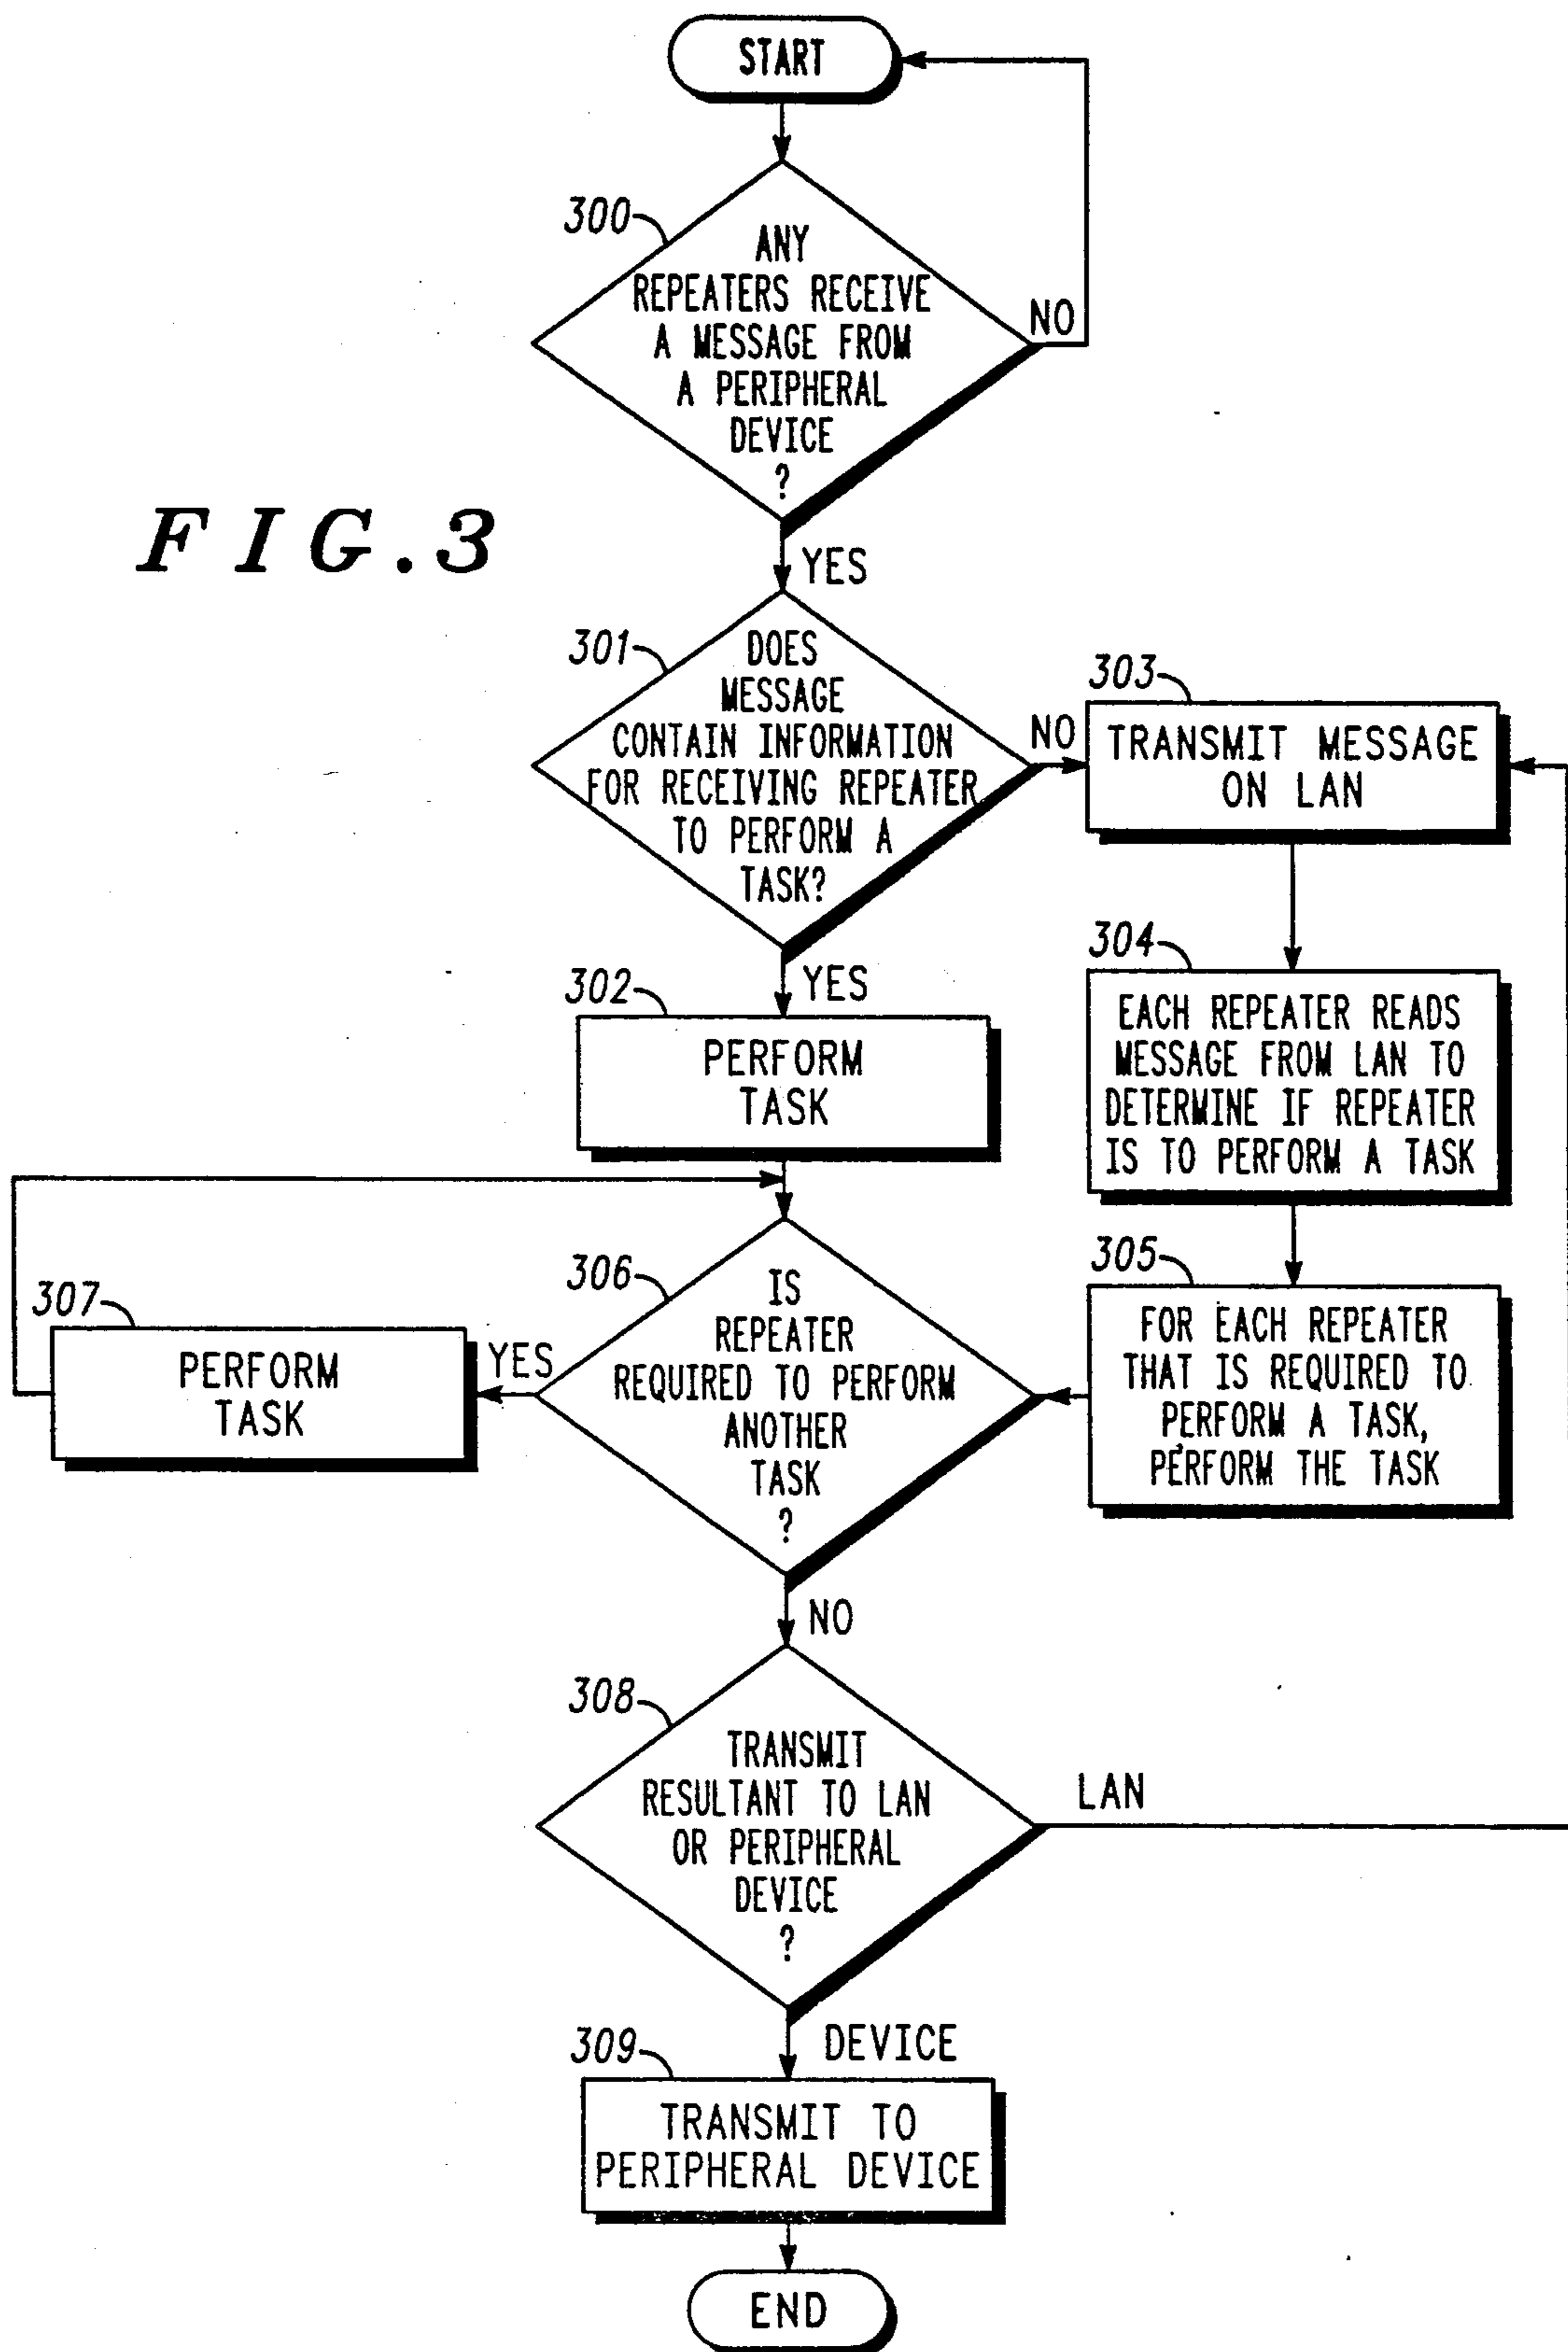 START
300
ANY
REPEATERS RECEIVE
A MESSAGE FROM
A PERIPHERAL
DEVICE
?
NO
FIG.3
YES
301
DOES
MESSAGE
CONTAIN INFORMATION
FOR RECEIVING REPEATER
TO PERFORM A
TASK?
NO
303
TRANSMIT MESSAGE
ON LAN
YES
302
PERFORM
TASK
304
EACH REPEATER READS
MESSAGE FROM LAN TO
DETERMINE IF REPEATER
IS TO PERFORM A TASK
305
FOR EACH REPEATER
THAT IS REQUIRED TO
PERFORM A TASK,
PERFORM THE TASK
306
IS
REPEATER
REQUIRED TO PERFORM
ANOTHER
TASK
?
YES
307
PERFORM
TASK
NO
308
TRANSMIT
RESULTANT TO LAN
OR PERIPHERAL
DEVICE
?
LAN
DEVICE
309
TRANSMIT TO
PERIPHERAL DEVICE
END